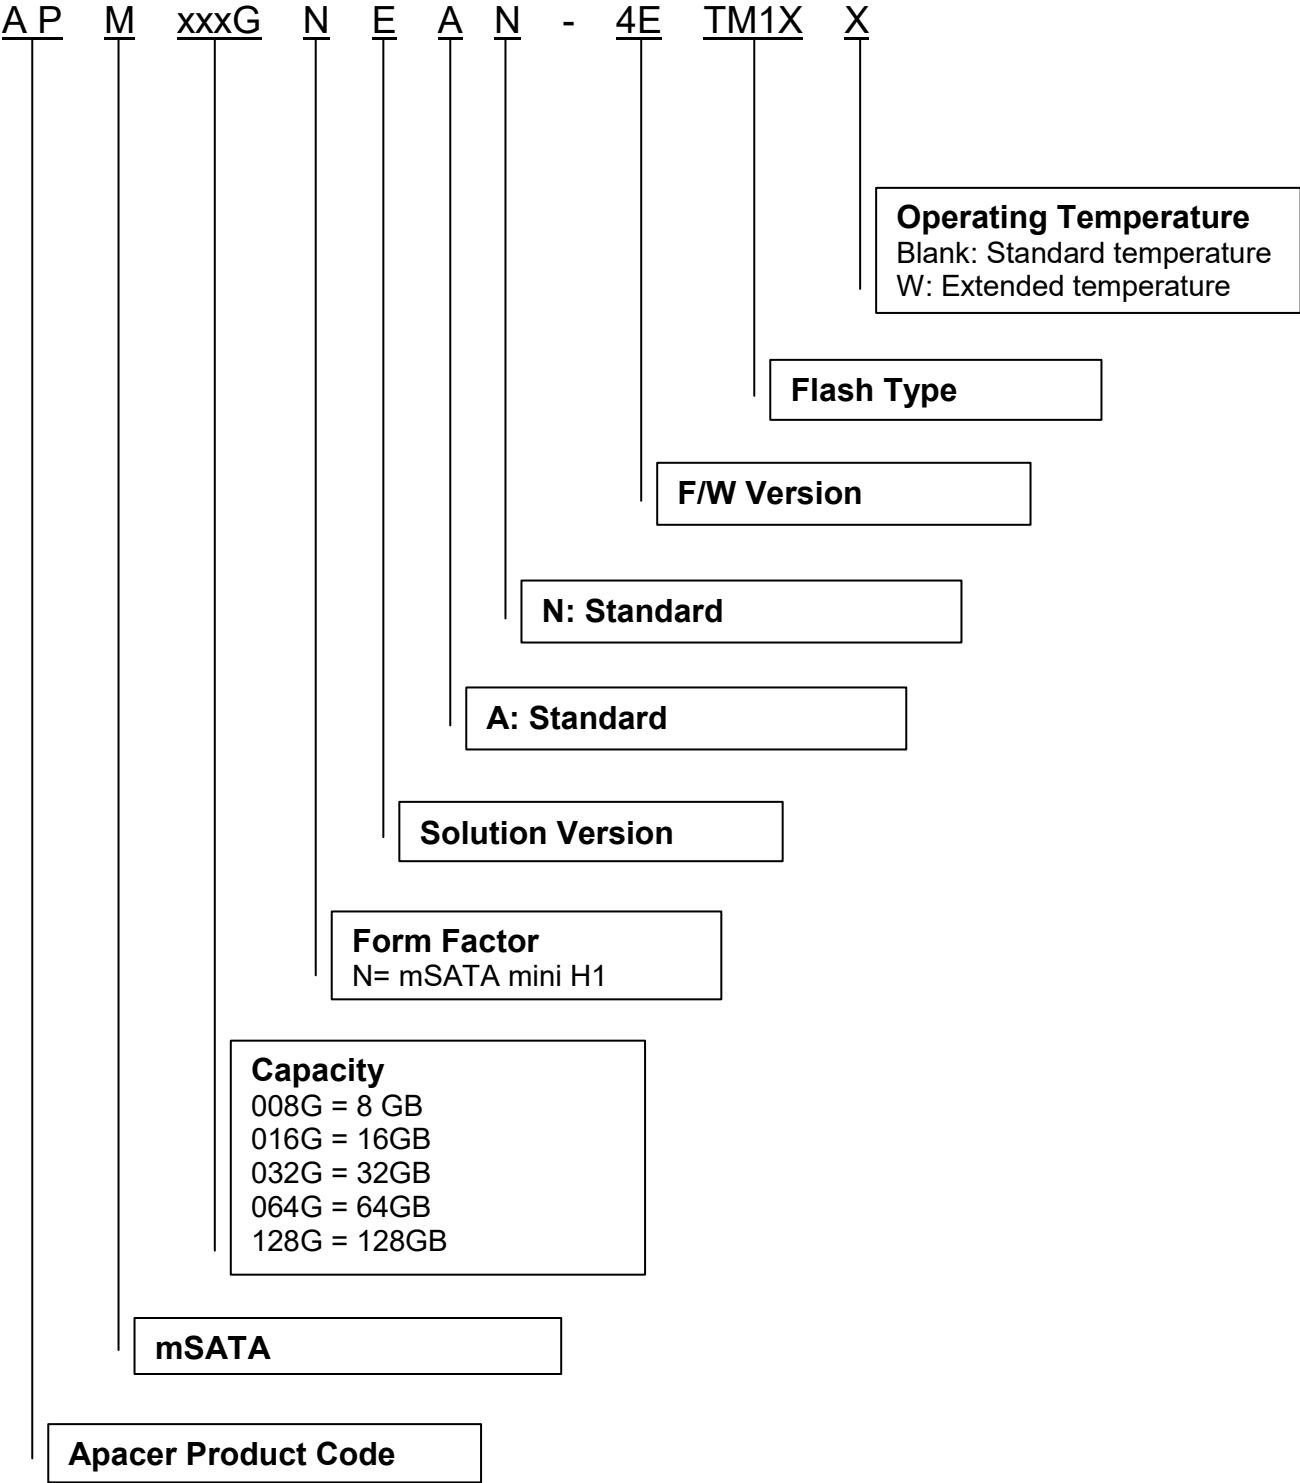 AP M xxxG N E A N - 4E TM1X X
Operating Temperature
Blank: Standard temperature
W: Extended temperature
Flash Type
F/W Version
N: Standard
A: Standard
Solution Version
Form Factor
N= mSATA mini H1
Capacity
008G = 8 GB
016G = 16GB
032G = 32GB
064G = 64GB
128G = 128GB
mSATA
Apacer Product Code